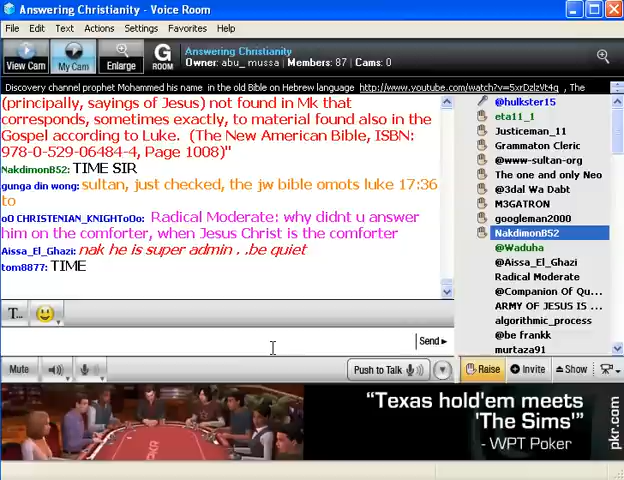 Answering Christianity - Voice Room
File Edit Text Actions Settings Favorites Help
View Cam My Cam Enlarge G ROOM
Answering Christianity
Owner: abu_ mussa : Members: 87 : Cams: 0
Discovery channel prophet Mohammed his name in the old Bible on Hebrew language http://www.youtube.com/watch?v=5xrDzlzVt4g , The
(principally, sayings of Jesus) not found in Mk that
corresponds, sometimes exactly, to material found also in the
Gospel according to Luke. (The New American Bible, ISBN:
978-0-529-06484-4, Page 1008)"
NakdimonB52: TIME SIR
gunga din wong: sultan, just checked, the jw bible omots luke 17:36
to
oO CHRISTENIAN_KNIGHToOo: Radical Moderate: why didnt u answer
him on the comforter, when Jesus Christ is the comforter
Aissa_El_Ghazi: nak he is super admin . .be quiet
tom8877: TIME
@hulkster15
eta11_1
Justiceman_11
Grammaton Cleric
@www-sultan-org
The one and only Neo
@3dal Wa Dabt
M3GATRON
googleman2000
NakdimonB52
@Waduha
@Aissa_El_Ghazi
Radical Moderate
@Companion Of Qu...
ARMY OF JESUS IS ...
algorithmic_process
@be frankk
murtaza91
T...
Send
Mute Push to Talk Raise Invite Show
"Texas hold'em meets
'The Sims'"
- WPT Poker
pkr.com
PKR